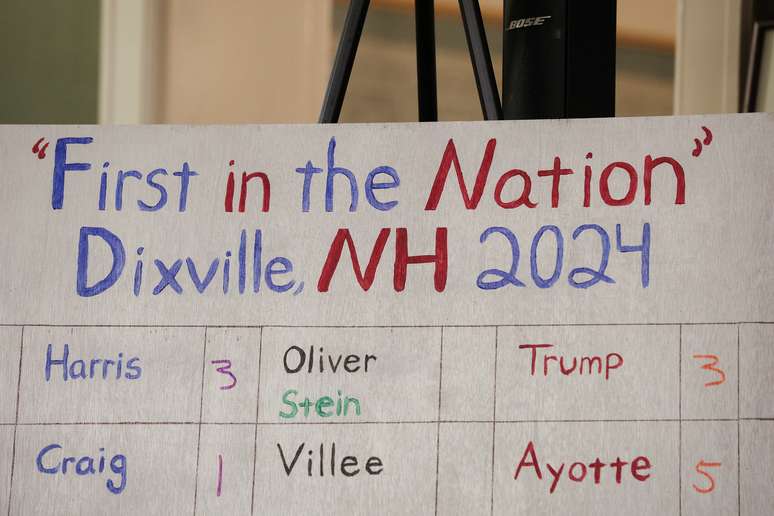 BOSE
"First in the Nation"
Dixville, NH 2024
Harris 3 Oliver Trump 3
Stein
Craig 1 Villee Ayotte 5